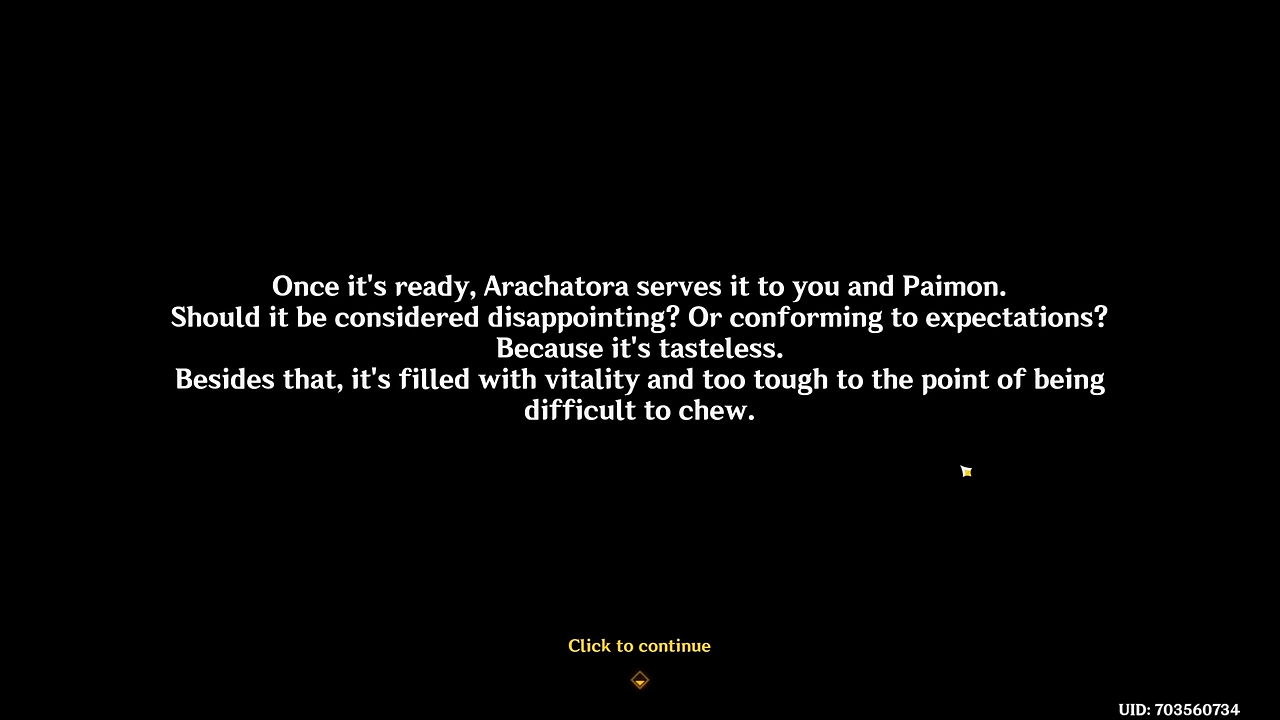 Once it's ready, Arachatora serves it to you and Paimon.
Should it be considered disappointing? Or conforming to expectations?
Because it's tasteless.
Besides that, it's filled with vitality and too tough to the point of being
difficult to chew.
Click to continue
UID: 703560734